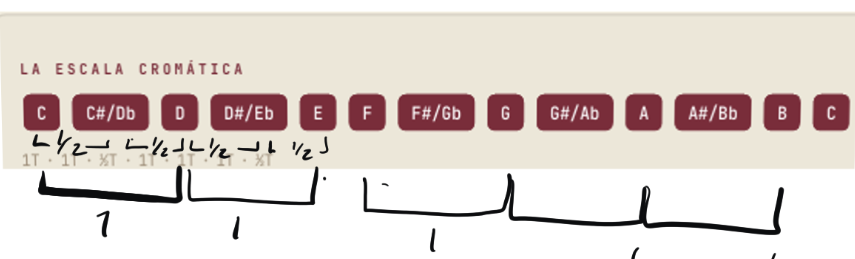 LA ESCALA CROMÁTICA
C C#/Db D D#/Eb E F F#/Gb G G#/Ab A A#/Bb B C
1/2 1/2 1/2 1/2
1T · 1T · ½T · 1T · 1T · 1T · ½T
1 1 1